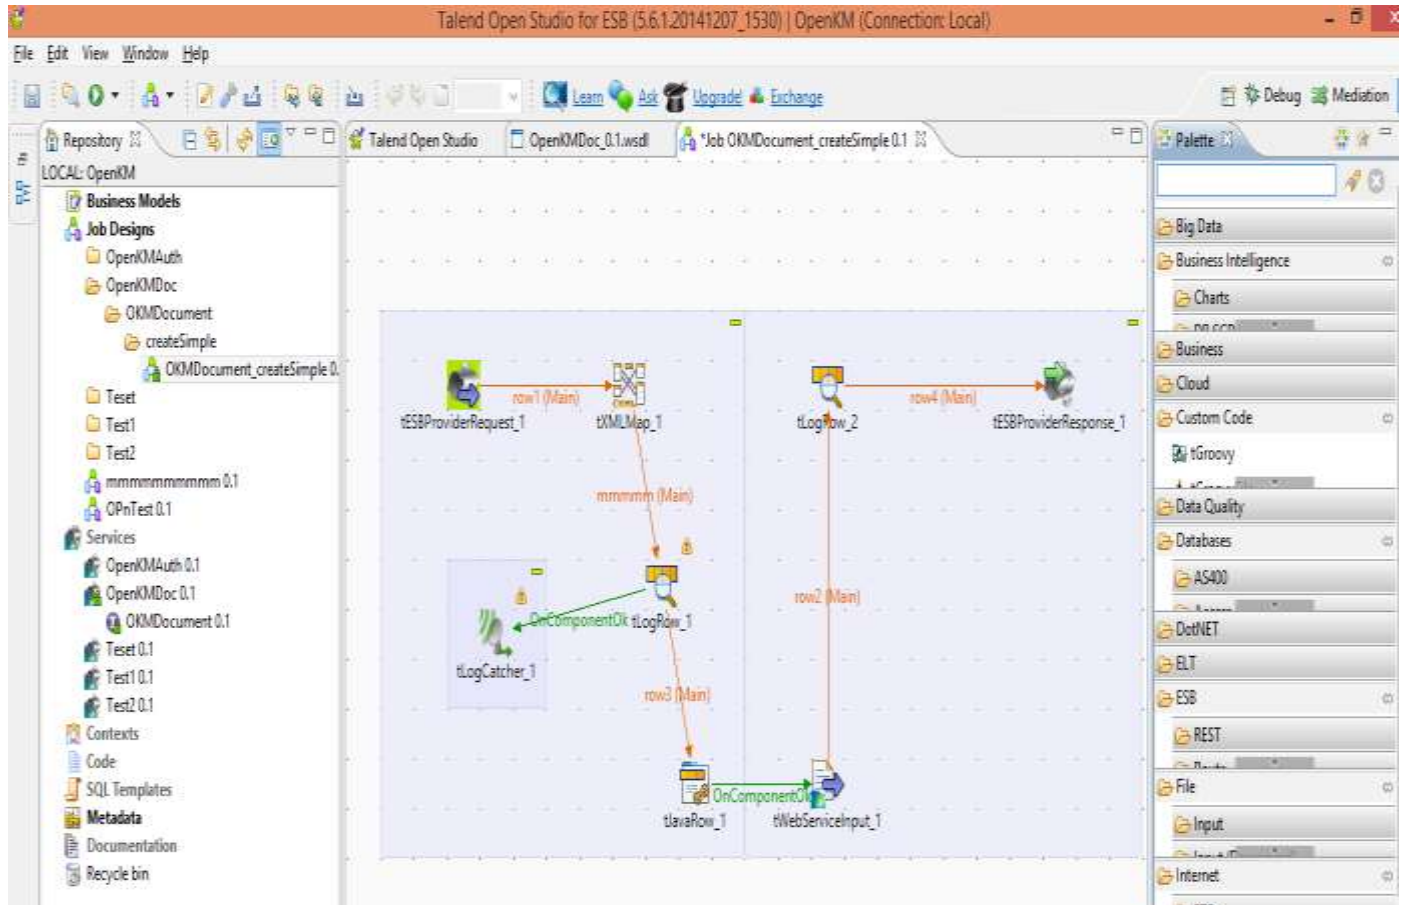 Talend Open Studio for ESB (5.6.1.20141207_1530) | OpenKM (Connection: Local)
File Edit View Window Help
Learn Ask Upgrade! Exchange
Debug Mediation
Repository
Talend Open Studio
OpenKMDoc_0.1.wsdl
*Job OKMDocument_createSimple 0.1
Palette
LOCAL: OpenKM
Business Models
Job Designs
OpenKMAuth
OpenKMDoc
OKMDocument
createSimple
OKMDocument_createSimple 0.
Teset
Test1
Test2
mmmmmmmmmm 0.1
OPnTest 0.1
Services
OpenKMAuth 0.1
OpenKMDoc 0.1
OKMDocument 0.1
Teset 0.1
Test1 0.1
Test2 0.1
Contexts
Code
SQL Templates
Metadata
Documentation
Recycle bin
row1 (Main)
tESBProviderRequest_1
tXMLMap_1
row4 (Main)
tLogRow_2
tESBProviderResponse_1
mmmmm (Main)
row2 (Main)
OnComponentOk
tLogRow_1
tLogCatcher_1
row3 (Main)
OnComponentOk
tJavaRow_1
tWebServiceInput_1
Big Data
Business Intelligence
Charts
Business
Cloud
Custom Code
tGroovy
Data Quality
Databases
AS400
DotNET
ELT
ESB
REST
File
Input
Internet